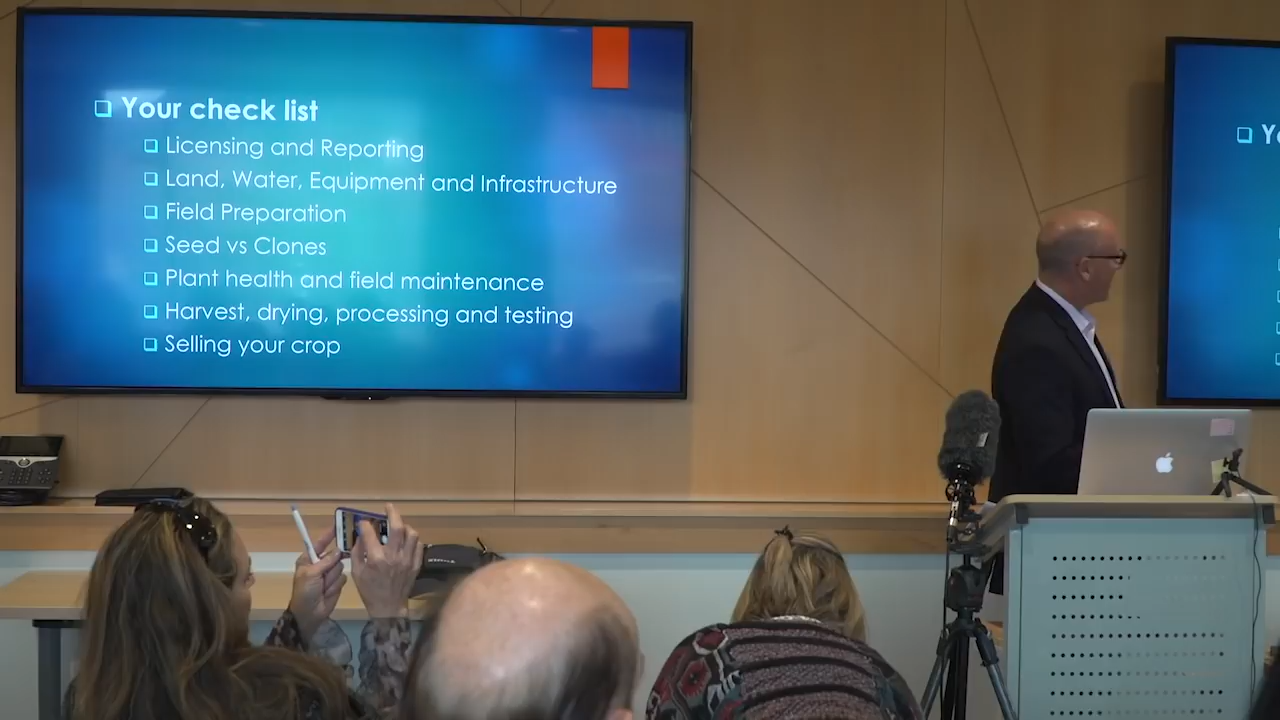 ❑ Your check list
❑ Licensing and Reporting
❑ Land, Water, Equipment and Infrastructure
❑ Field Preparation
❑ Seed vs Clones
❑ Plant health and field maintenance
❑ Harvest, drying, processing and testing
❑ Selling your crop
❑ Yo